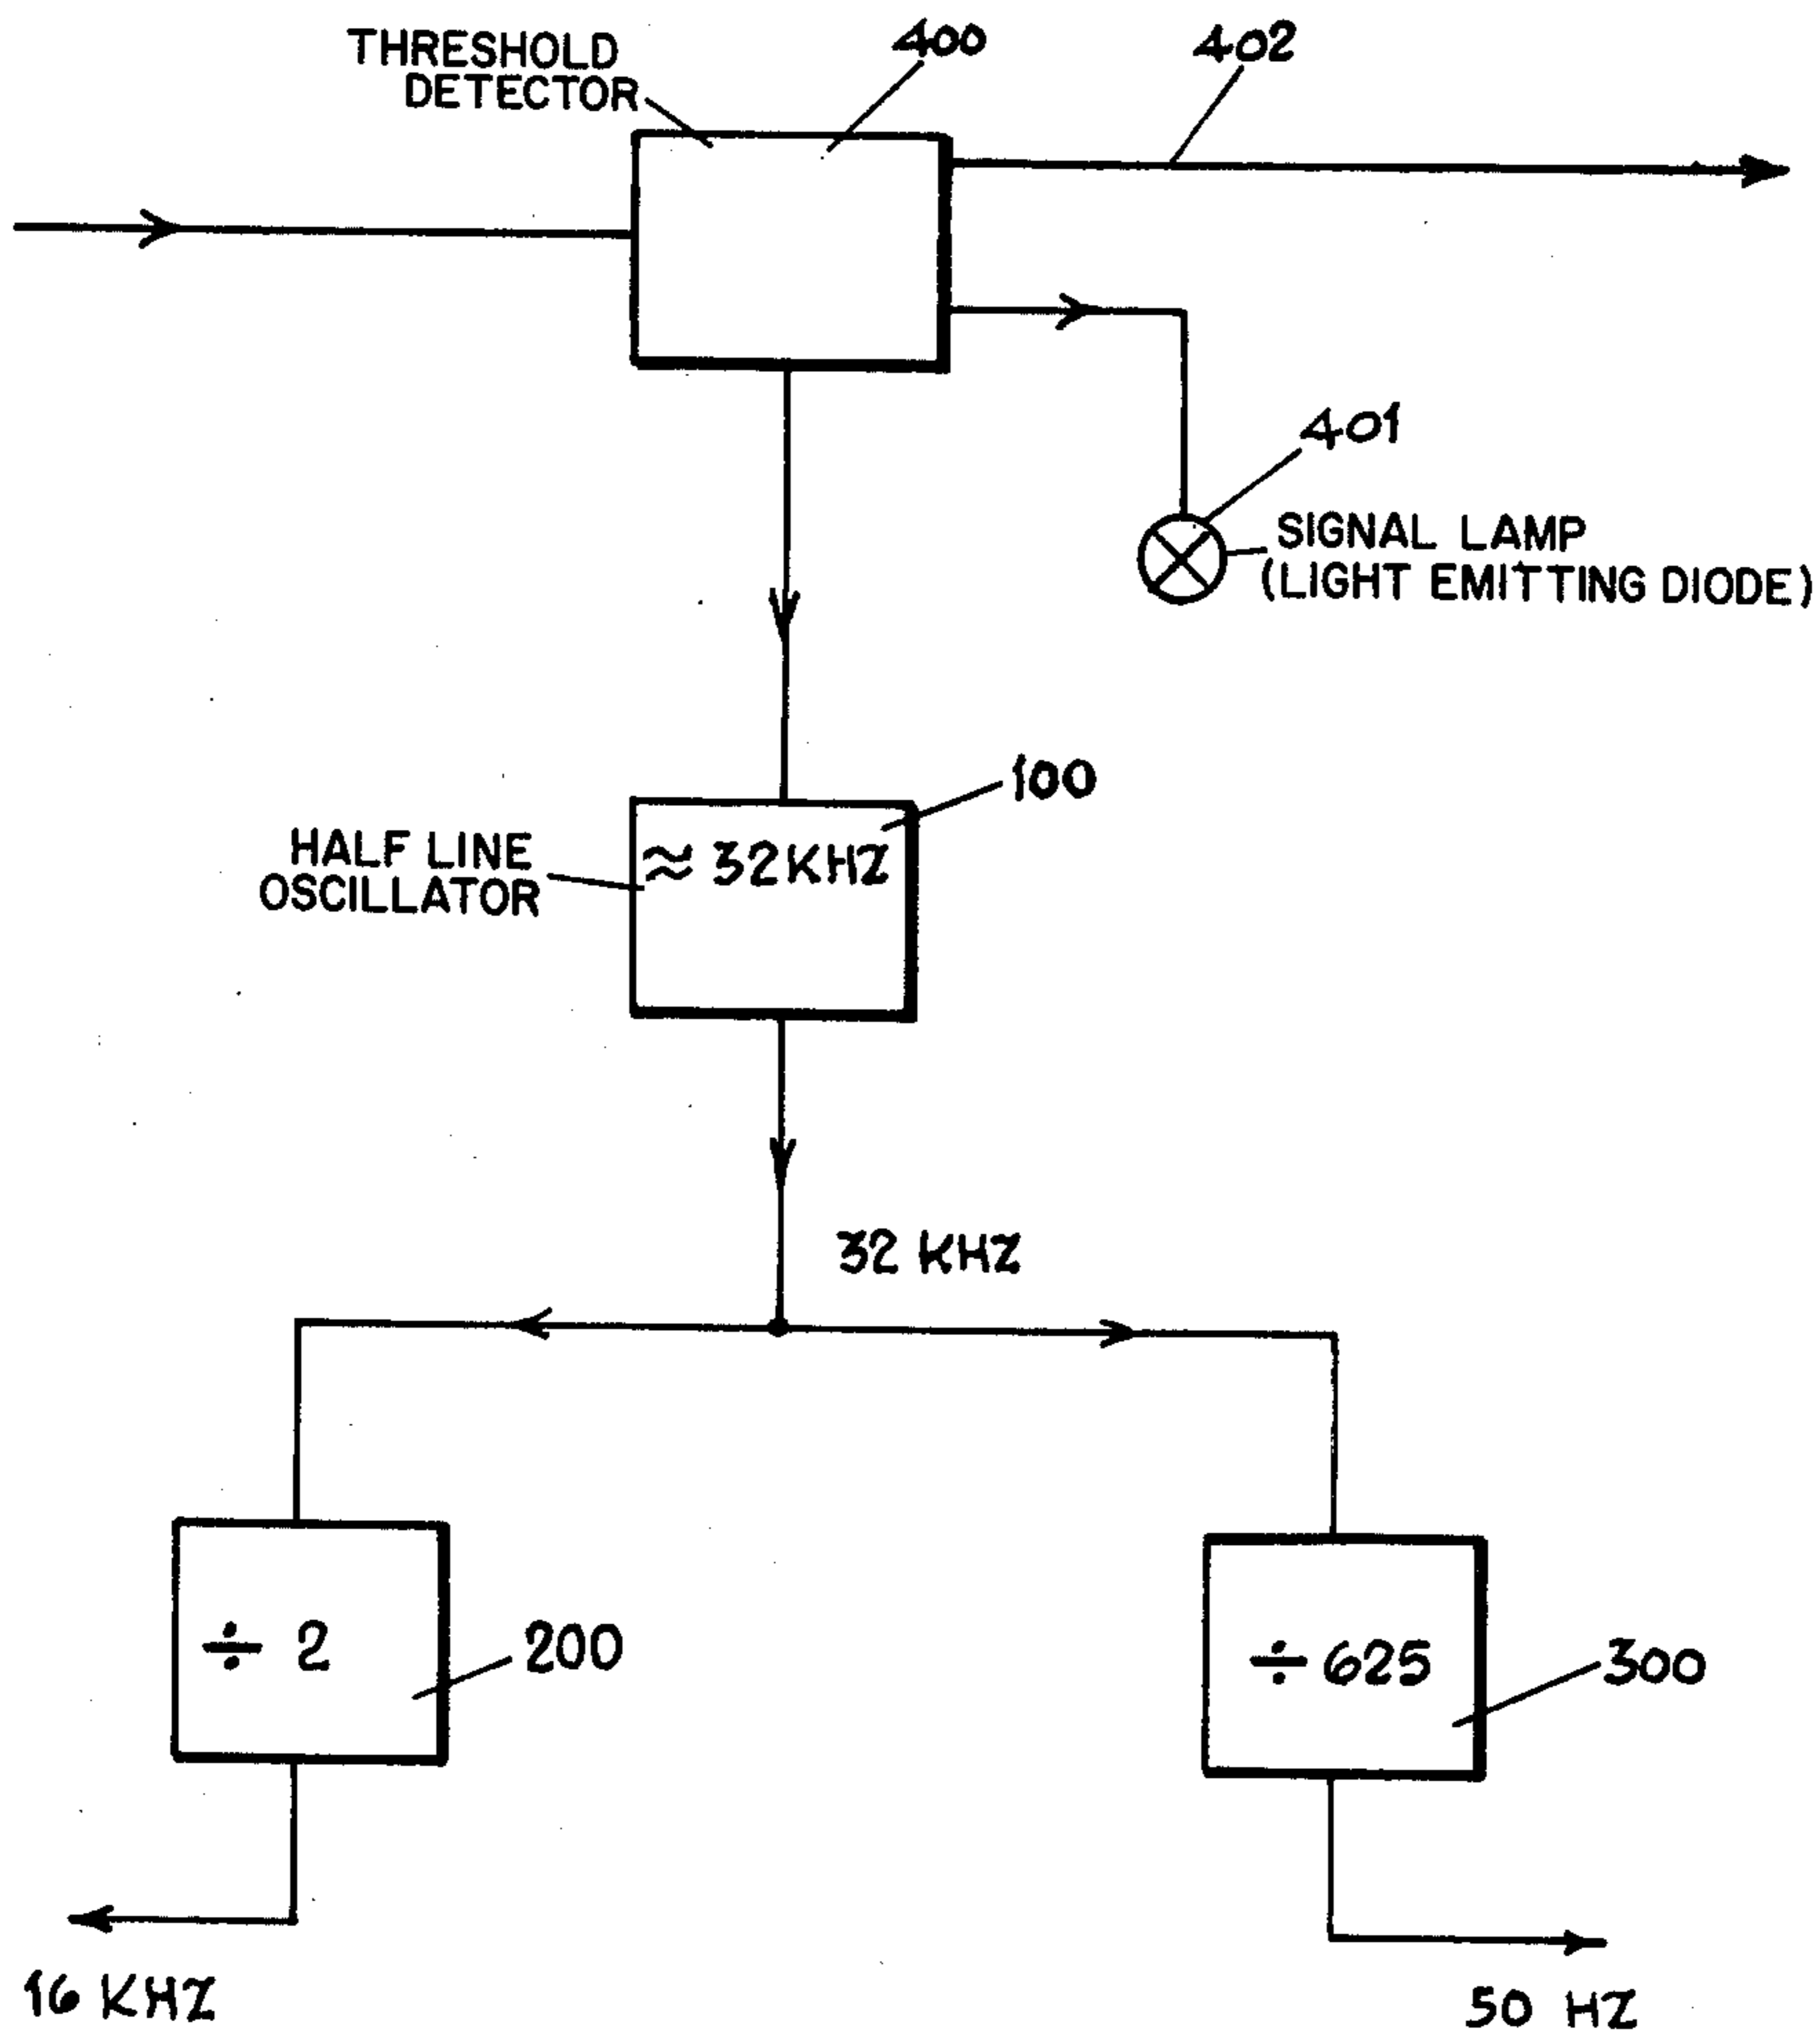 THRESHOLD
DETECTOR
400
402
401
SIGNAL LAMP
(LIGHT EMITTING DIODE)
100
HALF LINE
OSCILLATOR
≈ 32KHZ
32 KHZ
÷ 2
200
÷ 625
300
16 KHZ
50 HZ